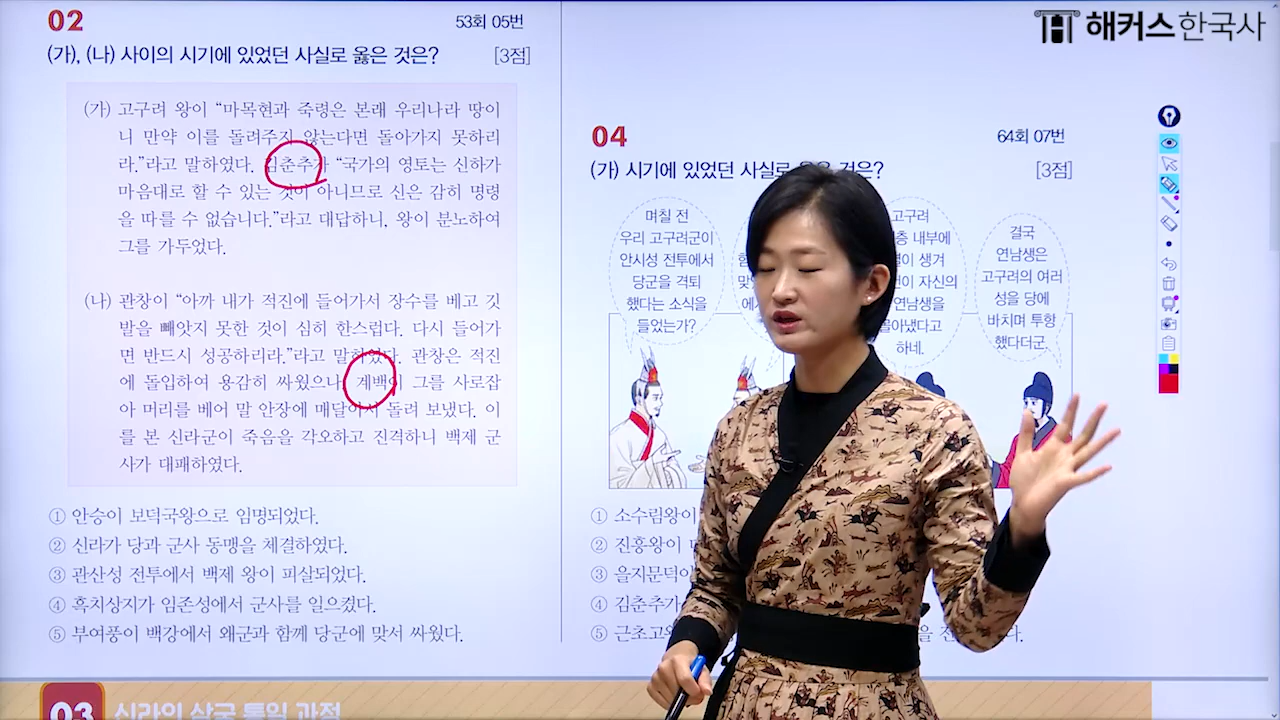 02
53회 05번
(가), (나) 사이의 시기에 있었던 사실로 옳은 것은?
[3점]
(가) 고구려 왕이 “마목현과 죽령은 본래 우리나라 땅이
니 만약 이를 돌려주지 않는다면 돌아가지 못하리
라.”라고 말하였다. 김춘추가 “국가의 영토는 신하가
마음대로 할 수 있는 것이 아니므로 신은 감히 명령
을 따를 수 없습니다.”라고 대답하니, 왕이 분노하여
그를 가두었다.
(나) 관창이 “아까 내가 적진에 들어가서 장수를 베고 깃
발을 빼앗지 못한 것이 심히 한스럽다. 다시 들어가
면 반드시 성공하리라.”라고 말하였다. 관창은 적진
에 돌입하여 용감히 싸웠으나, 계백이 그를 사로잡
아 머리를 베어 말 안장에 매달아서 돌려 보냈다. 이
를 본 신라군이 죽음을 각오하고 진격하니 백제 군
사가 대패하였다.
① 안승이 보덕국왕으로 임명되었다.
② 신라가 당과 군사 동맹을 체결하였다.
③ 관산성 전투에서 백제 왕이 피살되었다.
④ 흑치상지가 임존성에서 군사를 일으켰다.
⑤ 부여풍이 백강에서 왜군과 함께 당군에 맞서 싸웠다.
03 신라의 삼국 통일 과정
해커스한국사
04
64회 07번
(가) 시기에 있었던 사실로 옳은 것은?
[3점]
며칠 전
우리 고구려군이
안시성 전투에서
당군을 격퇴
했다는 소식을
들었는가?
고구려
층 내부에
이 생겨
이 자신의
연남생을
아냈다고
하네.
결국
연남생은
고구려의 여러
성을 당에
바치며 투항
했다더군.
① 소수림왕이
② 진흥왕이
③ 을지문덕이
④ 김춘추가
⑤ 근초고왕